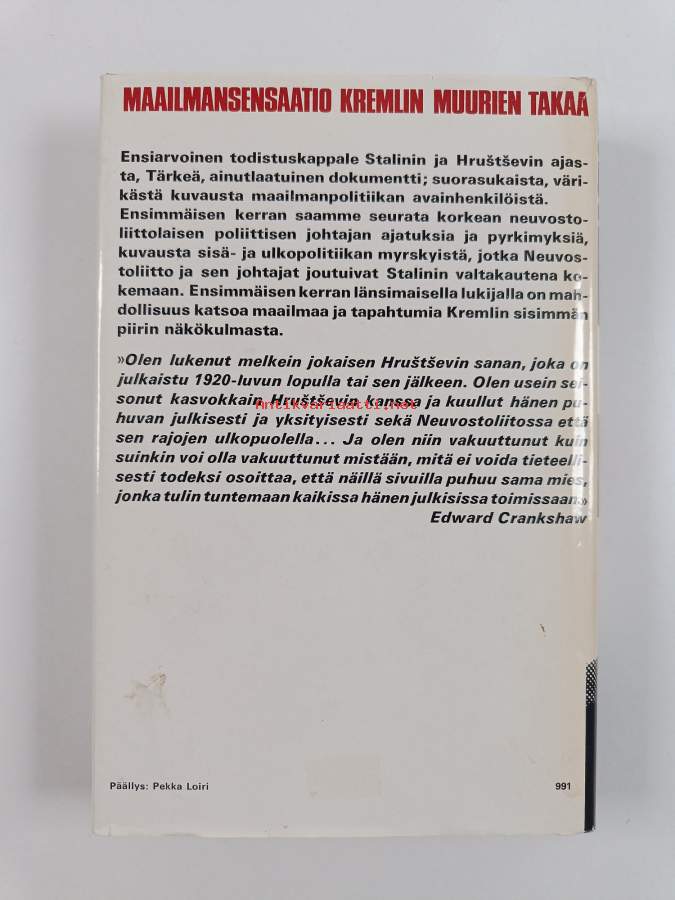 MAAILMANSENSAATIO KREMLIN MUURIEN TAKAA
Ensiarvoinen todistuskappale Stalinin ja Hruštševin ajas-
ta, Tärkeä, ainutlaatuinen dokumentti; suorasukaista, väri-
kästä kuvausta maailmanpolitiikan avainhenkilöistä.
Ensimmäisen kerran saamme seurata korkean neuvosto-
liittolaisen poliittisen johtajan ajatuksia ja pyrkimyksiä,
kuvausta sisä- ja ulkopolitiikan myrskyistä, jotka Neuvos-
toliitto ja sen johtajat joutuivat Stalinin valtakautena ko-
kemaan. Ensimmäisen kerran länsimaisella lukijalla on mah-
dollisuus katsoa maailmaa ja tapahtumia Kremlin sisimmän
piirin näkökulmasta.
»Olen lukenut melkein jokaisen Hruštševin sanan, joka on
julkaistu 1920-luvun lopulla tai sen jälkeen. Olen usein sei-
sonut kasvokkain Hruštševin kanssa ja kuullut hänen pu-
antikvariaatti.net
huvan julkisesti ja yksityisesti sekä Neuvostoliitossa että
sen rajojen ulkopuolella... Ja olen niin vakuuttunut kuin
suinkin voi olla vakuuttunut mistään, mitä ei voida tieteelli-
sesti todeksi osoittaa, että näillä sivuilla puhuu sama mies,
jonka tulin tuntemaan kaikissa hänen julkisissa toimissaan.»
Edward Crankshaw
Päällys: Pekka Loiri
991